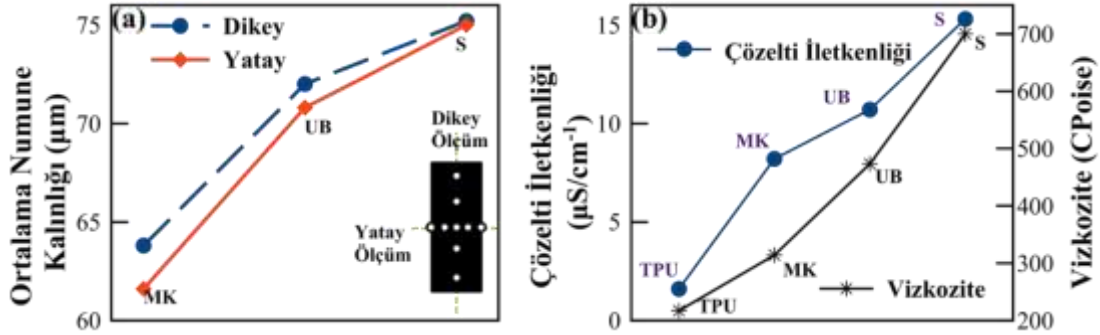 (a)
Dikey
Yatay
Ortalama Numune
Kalınlığı (µm)
75
70
65
60
MK
UB
S
Dikey
Ölçüm
Yatay
Ölçüm
(b)
Çözelti İletkenliği
Çözelti İletkenliği
(µS/cm-1)
15
10
5
0
TPU
MK
UB
S
TPU
MK
UB
S
Vizkozite
700
600
500
400
300
200
Vizkozite (CPoise)